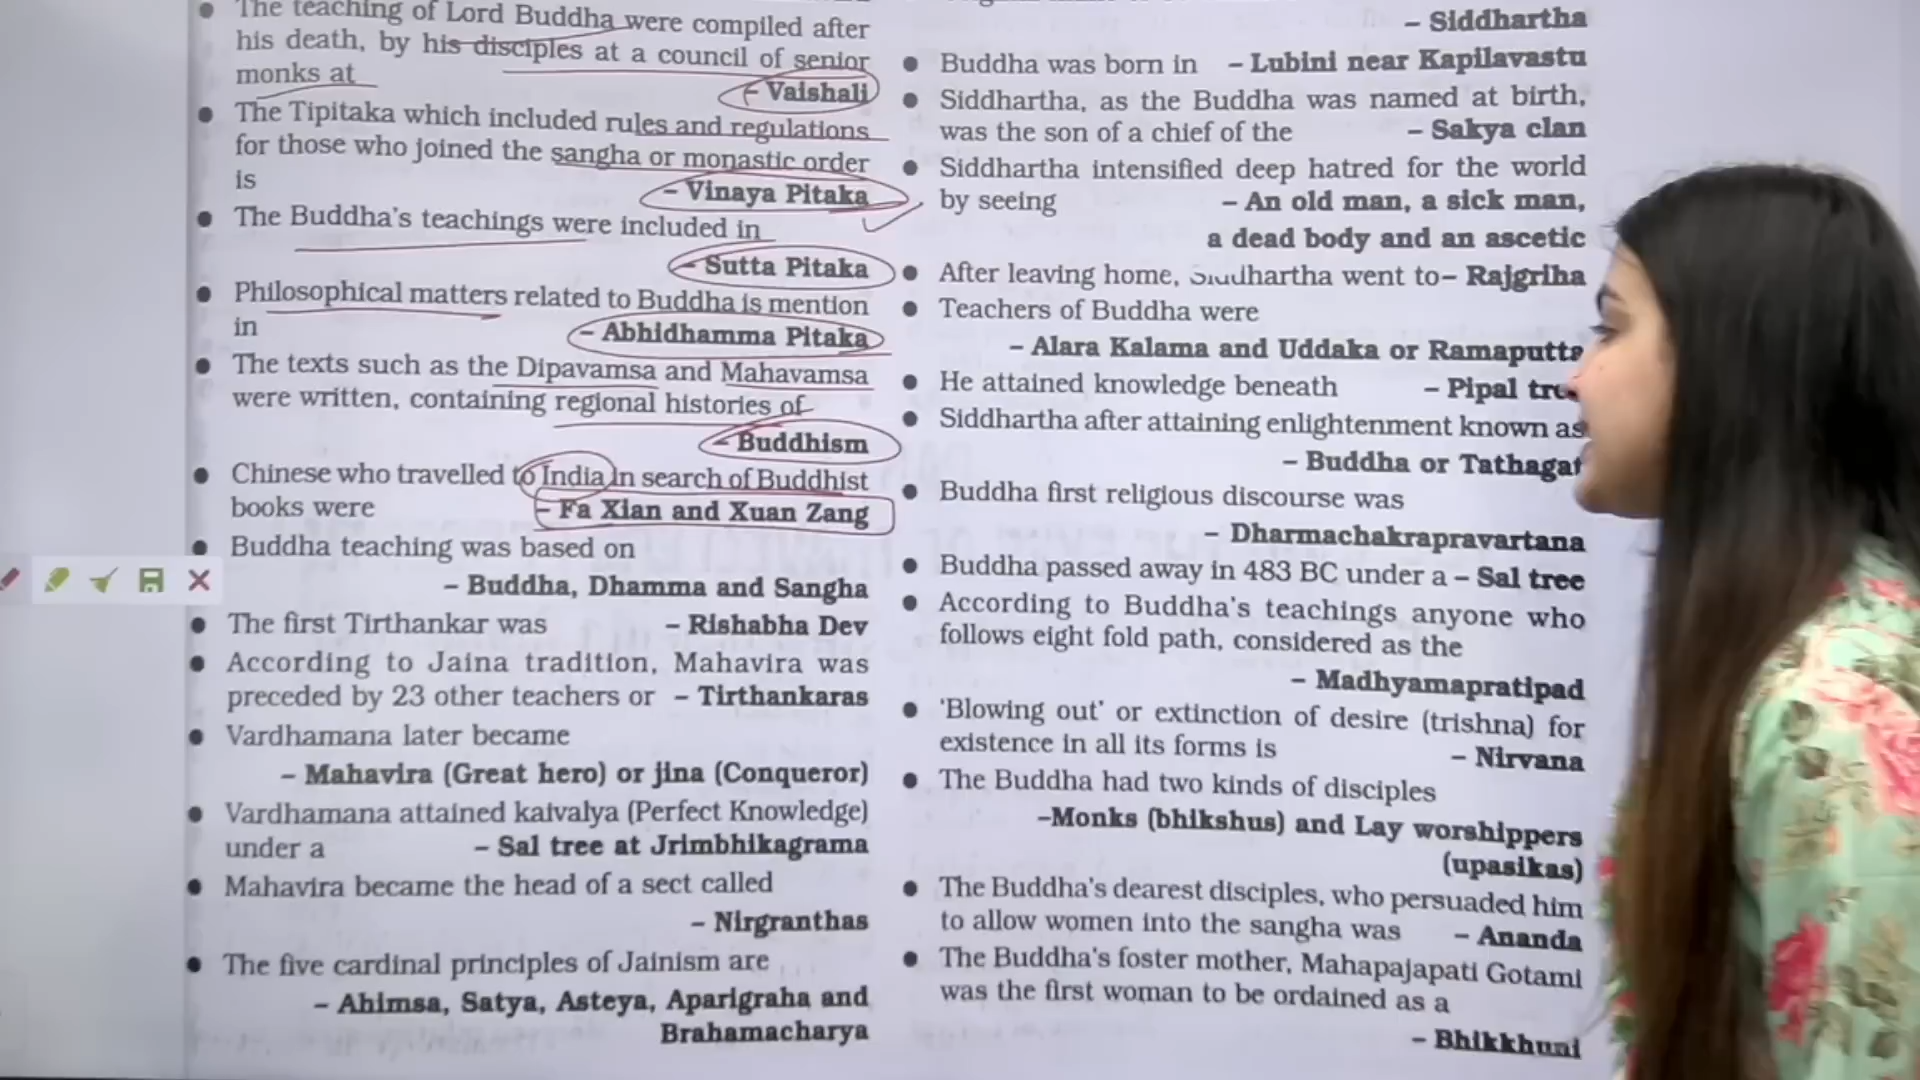 The teaching of Lord Buddha were compiled after
his death, by his disciples at a council of senior
monks at
– Vaishali
The Tipitaka which included rules and regulations
for those who joined the sangha or monastic order
is
– Vinaya Pitaka
The Buddha's teachings were included in
– Sutta Pitaka
Philosophical matters related to Buddha is mention
in
– Abhidhamma Pitaka
The texts such as the Dipavamsa and Mahavamsa
were written, containing regional histories of
– Buddhism
Chinese who travelled to India in search of Buddhist
books were – Fa Xian and Xuan Zang
Buddha teaching was based on
– Buddha, Dhamma and Sangha
The first Tirthankar was – Rishabha Dev
According to Jaina tradition, Mahavira was
preceded by 23 other teachers or – Tirthankaras
Vardhamana later became
– Mahavira (Great hero) or jina (Conqueror)
Vardhamana attained kaivalya (Perfect Knowledge)
under a – Sal tree at Jrimbhikagrama
Mahavira became the head of a sect called
– Nirgranthas
The five cardinal principles of Jainism are
– Ahimsa, Satya, Asteya, Aparigraha and
Brahamacharya
– Siddhartha
Buddha was born in – Lubini near Kapilavastu
Siddhartha, as the Buddha was named at birth,
was the son of a chief of the – Sakya clan
Siddhartha intensified deep hatred for the world
by seeing – An old man, a sick man,
a dead body and an ascetic
After leaving home, Siddhartha went to – Rajgriha
Teachers of Buddha were
– Alara Kalama and Uddaka or Ramaputta
He attained knowledge beneath – Pipal
Siddhartha after attaining enlightenment known as
– Buddha or
Buddha first religious discourse was
– Dharmachakrapravartana
Buddha passed away in 483 BC under a – Sal tree
According to Buddha's teachings, anyone who
follows eight fold path, considered as the
– Madhyamapratipad
'Blowing out' or extinction of desire (trishna) for
existence in all its forms is – Nirvana
The Buddha had two kinds of disciples
–Monks (bhikshus) and Lay worshippers
(upasikas)
The Buddha's dearest disciples, who persuaded him
to allow women into the sangha was – Ananda
The Buddha's foster mother, Mahapajapati Gotami
was the first woman to be ordained as a
– Bhikkhuni